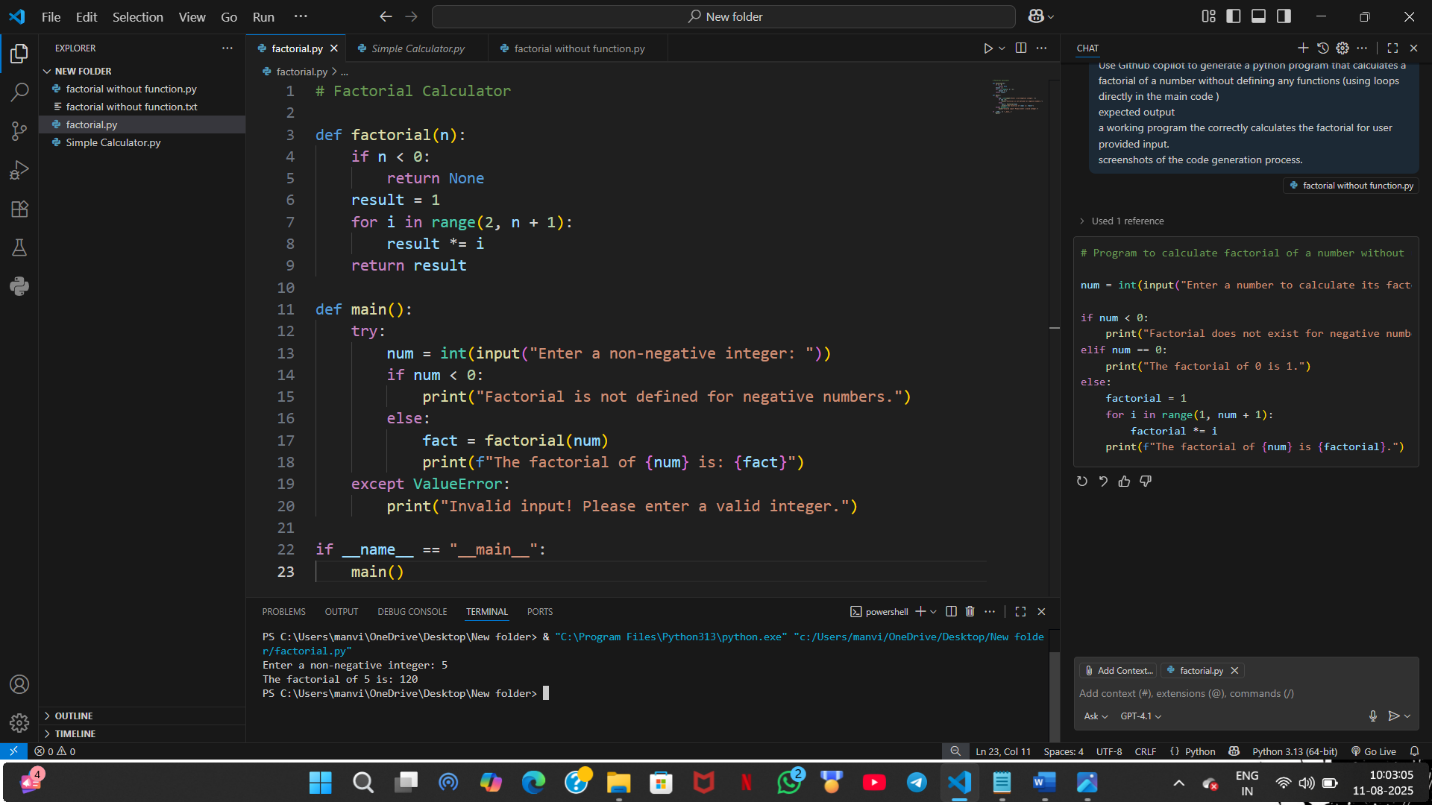 File Edit Selection View Go Run ··· New folder
EXPLORER ···
NEW FOLDER
factorial without function.py
factorial without function.txt
factorial.py
Simple Calculator.py
OUTLINE
TIMELINE
factorial.py Simple Calculator.py factorial without function.py
factorial.py > ...
1 # Factorial Calculator
2
3 def factorial(n):
4 if n < 0:
5 return None
6 result = 1
7 for i in range(2, n + 1):
8 result *= i
9 return result
10
11 def main():
12 try:
13 num = int(input("Enter a non-negative integer: "))
14 if num < 0:
15 print("Factorial is not defined for negative numbers.")
16 else:
17 fact = factorial(num)
18 print(f"The factorial of {num} is: {fact}")
19 except ValueError:
20 print("Invalid input! Please enter a valid integer.")
21
22 if __name__ == "__main__":
23 main()
PROBLEMS OUTPUT DEBUG CONSOLE TERMINAL PORTS powershell
PS C:\Users\manvi\OneDrive\Desktop\New folder> & "C:\Program Files\Python313\python.exe" "c:/Users/manvi/OneDrive/Desktop/New folde
r/factorial.py"
Enter a non-negative integer: 5
The factorial of 5 is: 120
PS C:\Users\manvi\OneDrive\Desktop\New folder>
CHAT
Use Github copilot to generate a python program that calculates a
factorial of a number without defining any functions (using loops
directly in the main code )
expected output
a working program the correctly calculates the factorial for user
provided input.
screenshots of the code generation process.
factorial without function.py
Used 1 reference
# Program to calculate factorial of a number without
num = int(input("Enter a number to calculate its fact
if num < 0:
print("Factorial does not exist for negative numb
elif num == 0:
print("The factorial of 0 is 1.")
else:
factorial = 1
for i in range(1, num + 1):
factorial *= i
print(f"The factorial of {num} is {factorial}.")
Add Context... factorial.py
Add context (#), extensions (@), commands (/)
Ask GPT-4.1
0 0 Ln 23, Col 11 Spaces: 4 UTF-8 CRLF {} Python Python 3.13 (64-bit) Go Live
4 2 ENG
IN
10:03:05
11-08-2025